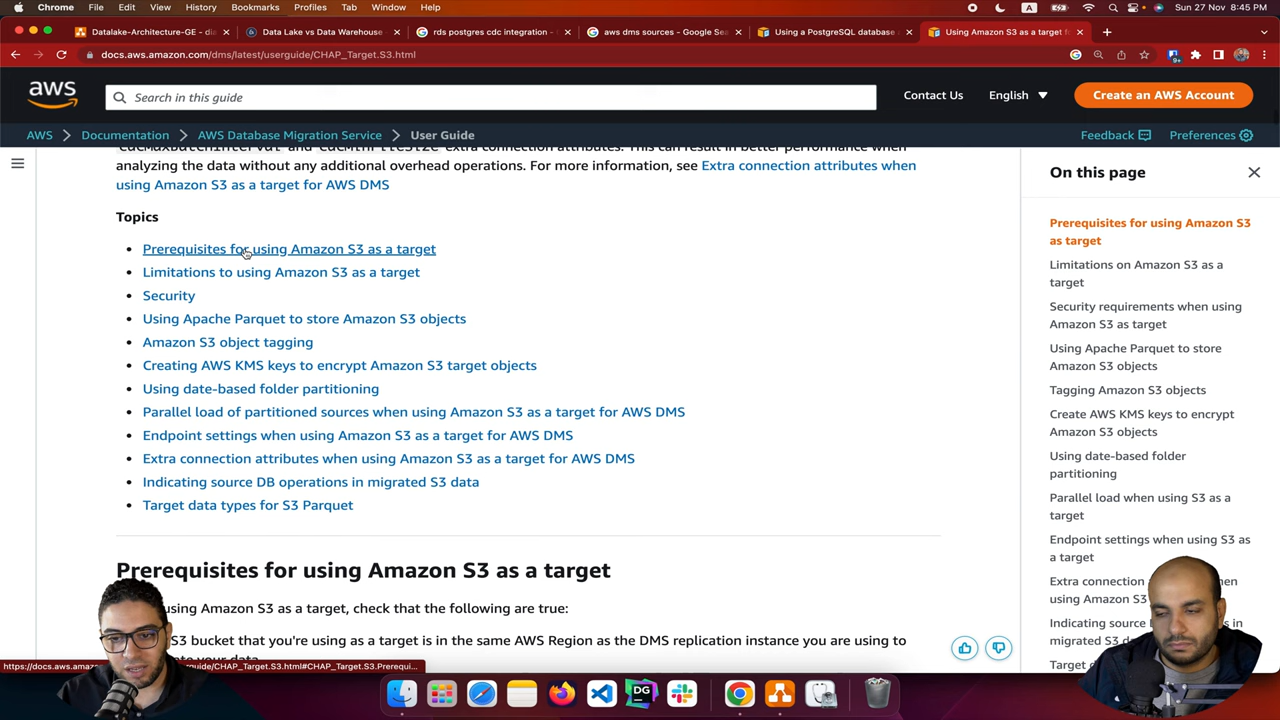 Chrome File Edit View History Bookmarks Profiles Tab Window Help Sun 27 Nov 8:45 PM
Datalake-Architecture-GE - dia Data Lake vs Data Warehouse - rds postgres cdc integration - aws dms sources - Google Sea Using a PostgreSQL database Using Amazon S3 as a target f
docs.aws.amazon.com/dms/latest/userguide/CHAP_Target.S3.html
aws Search in this guide Contact Us English Create an AWS Account
AWS Documentation AWS Database Migration Service User Guide Feedback Preferences
extra connection attributes. This can result in better performance when
analyzing the data without any additional overhead operations. For more information, see Extra connection attributes when
using Amazon S3 as a target for AWS DMS
Topics
Prerequisites for using Amazon S3 as a target
Limitations to using Amazon S3 as a target
Security
Using Apache Parquet to store Amazon S3 objects
Amazon S3 object tagging
Creating AWS KMS keys to encrypt Amazon S3 target objects
Using date-based folder partitioning
Parallel load of partitioned sources when using Amazon S3 as a target for AWS DMS
Endpoint settings when using Amazon S3 as a target for AWS DMS
Extra connection attributes when using Amazon S3 as a target for AWS DMS
Indicating source DB operations in migrated S3 data
Target data types for S3 Parquet
Prerequisites for using Amazon S3 as a target
using Amazon S3 as a target, check that the following are true:
S3 bucket that you're using as a target is in the same AWS Region as the DMS replication instance you are using to
your data.
https://docs.aws.amazo userguide/CHAP_Target.S3.html#CHAP_Target.S3.Prerequi...
On this page
Prerequisites for using Amazon S3
as target
Limitations on Amazon S3 as a
target
Security requirements when using
Amazon S3 as target
Using Apache Parquet to store
Amazon S3 objects
Tagging Amazon S3 objects
Create AWS KMS keys to encrypt
Amazon S3 objects
Using date-based folder
partitioning
Parallel load when using S3 as a
target
Endpoint settings when using S3 as
a target
Extra connection
using Amazon S3
Indicating source in
migrated S3
Target
DG